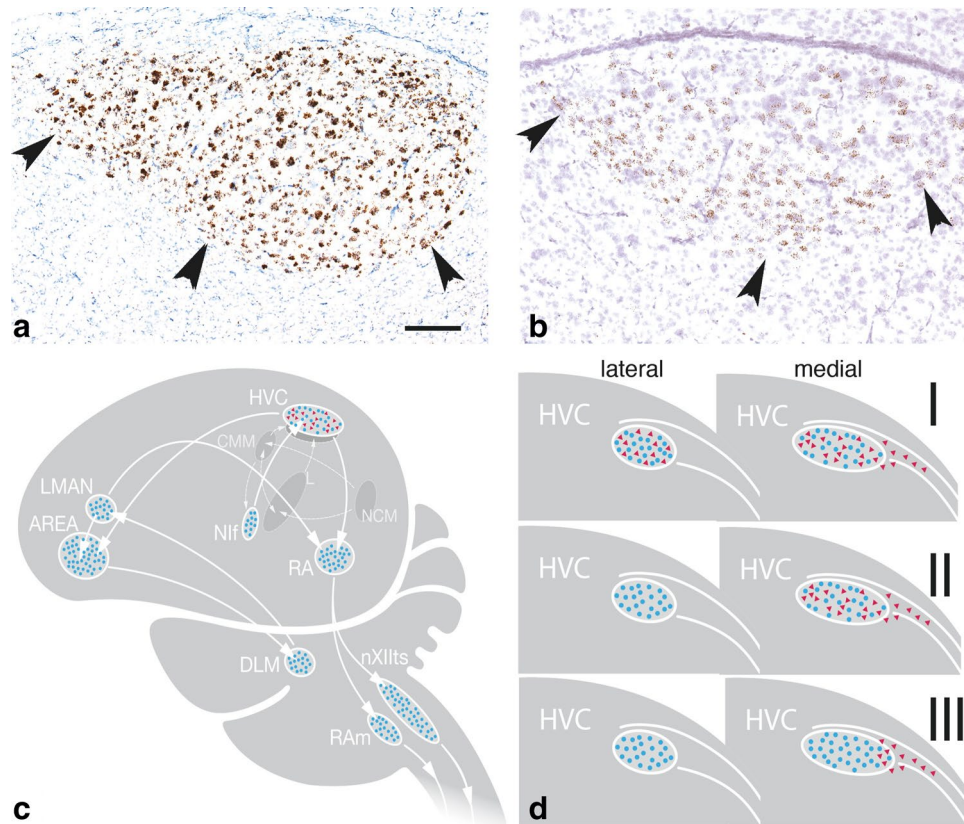 a
b
lateral
medial
HVC
HVC
HVC
I
CMM
LMAN
L
AREA
NIf
NCM
RA
HVC
HVC
II
DLM
nXIIts
RAm
HVC
HVC
III
c
d